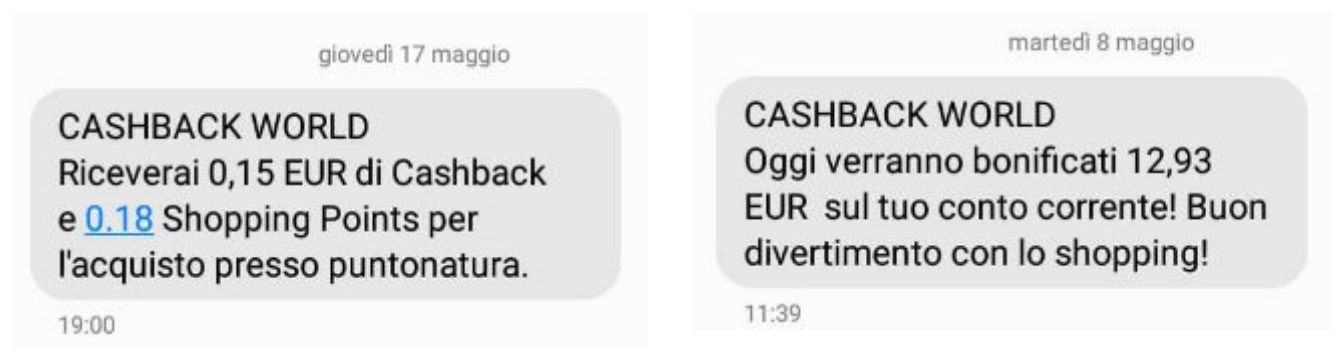 giovedì 17 maggio
CASHBACK WORLD
Riceverai 0,15 EUR di Cashback
e 0.18 Shopping Points per
l'acquisto presso puntonatura.
19:00
martedì 8 maggio
CASHBACK WORLD
Oggi verranno bonificati 12,93
EUR  sul tuo conto corrente! Buon
divertimento con lo shopping!
11:39